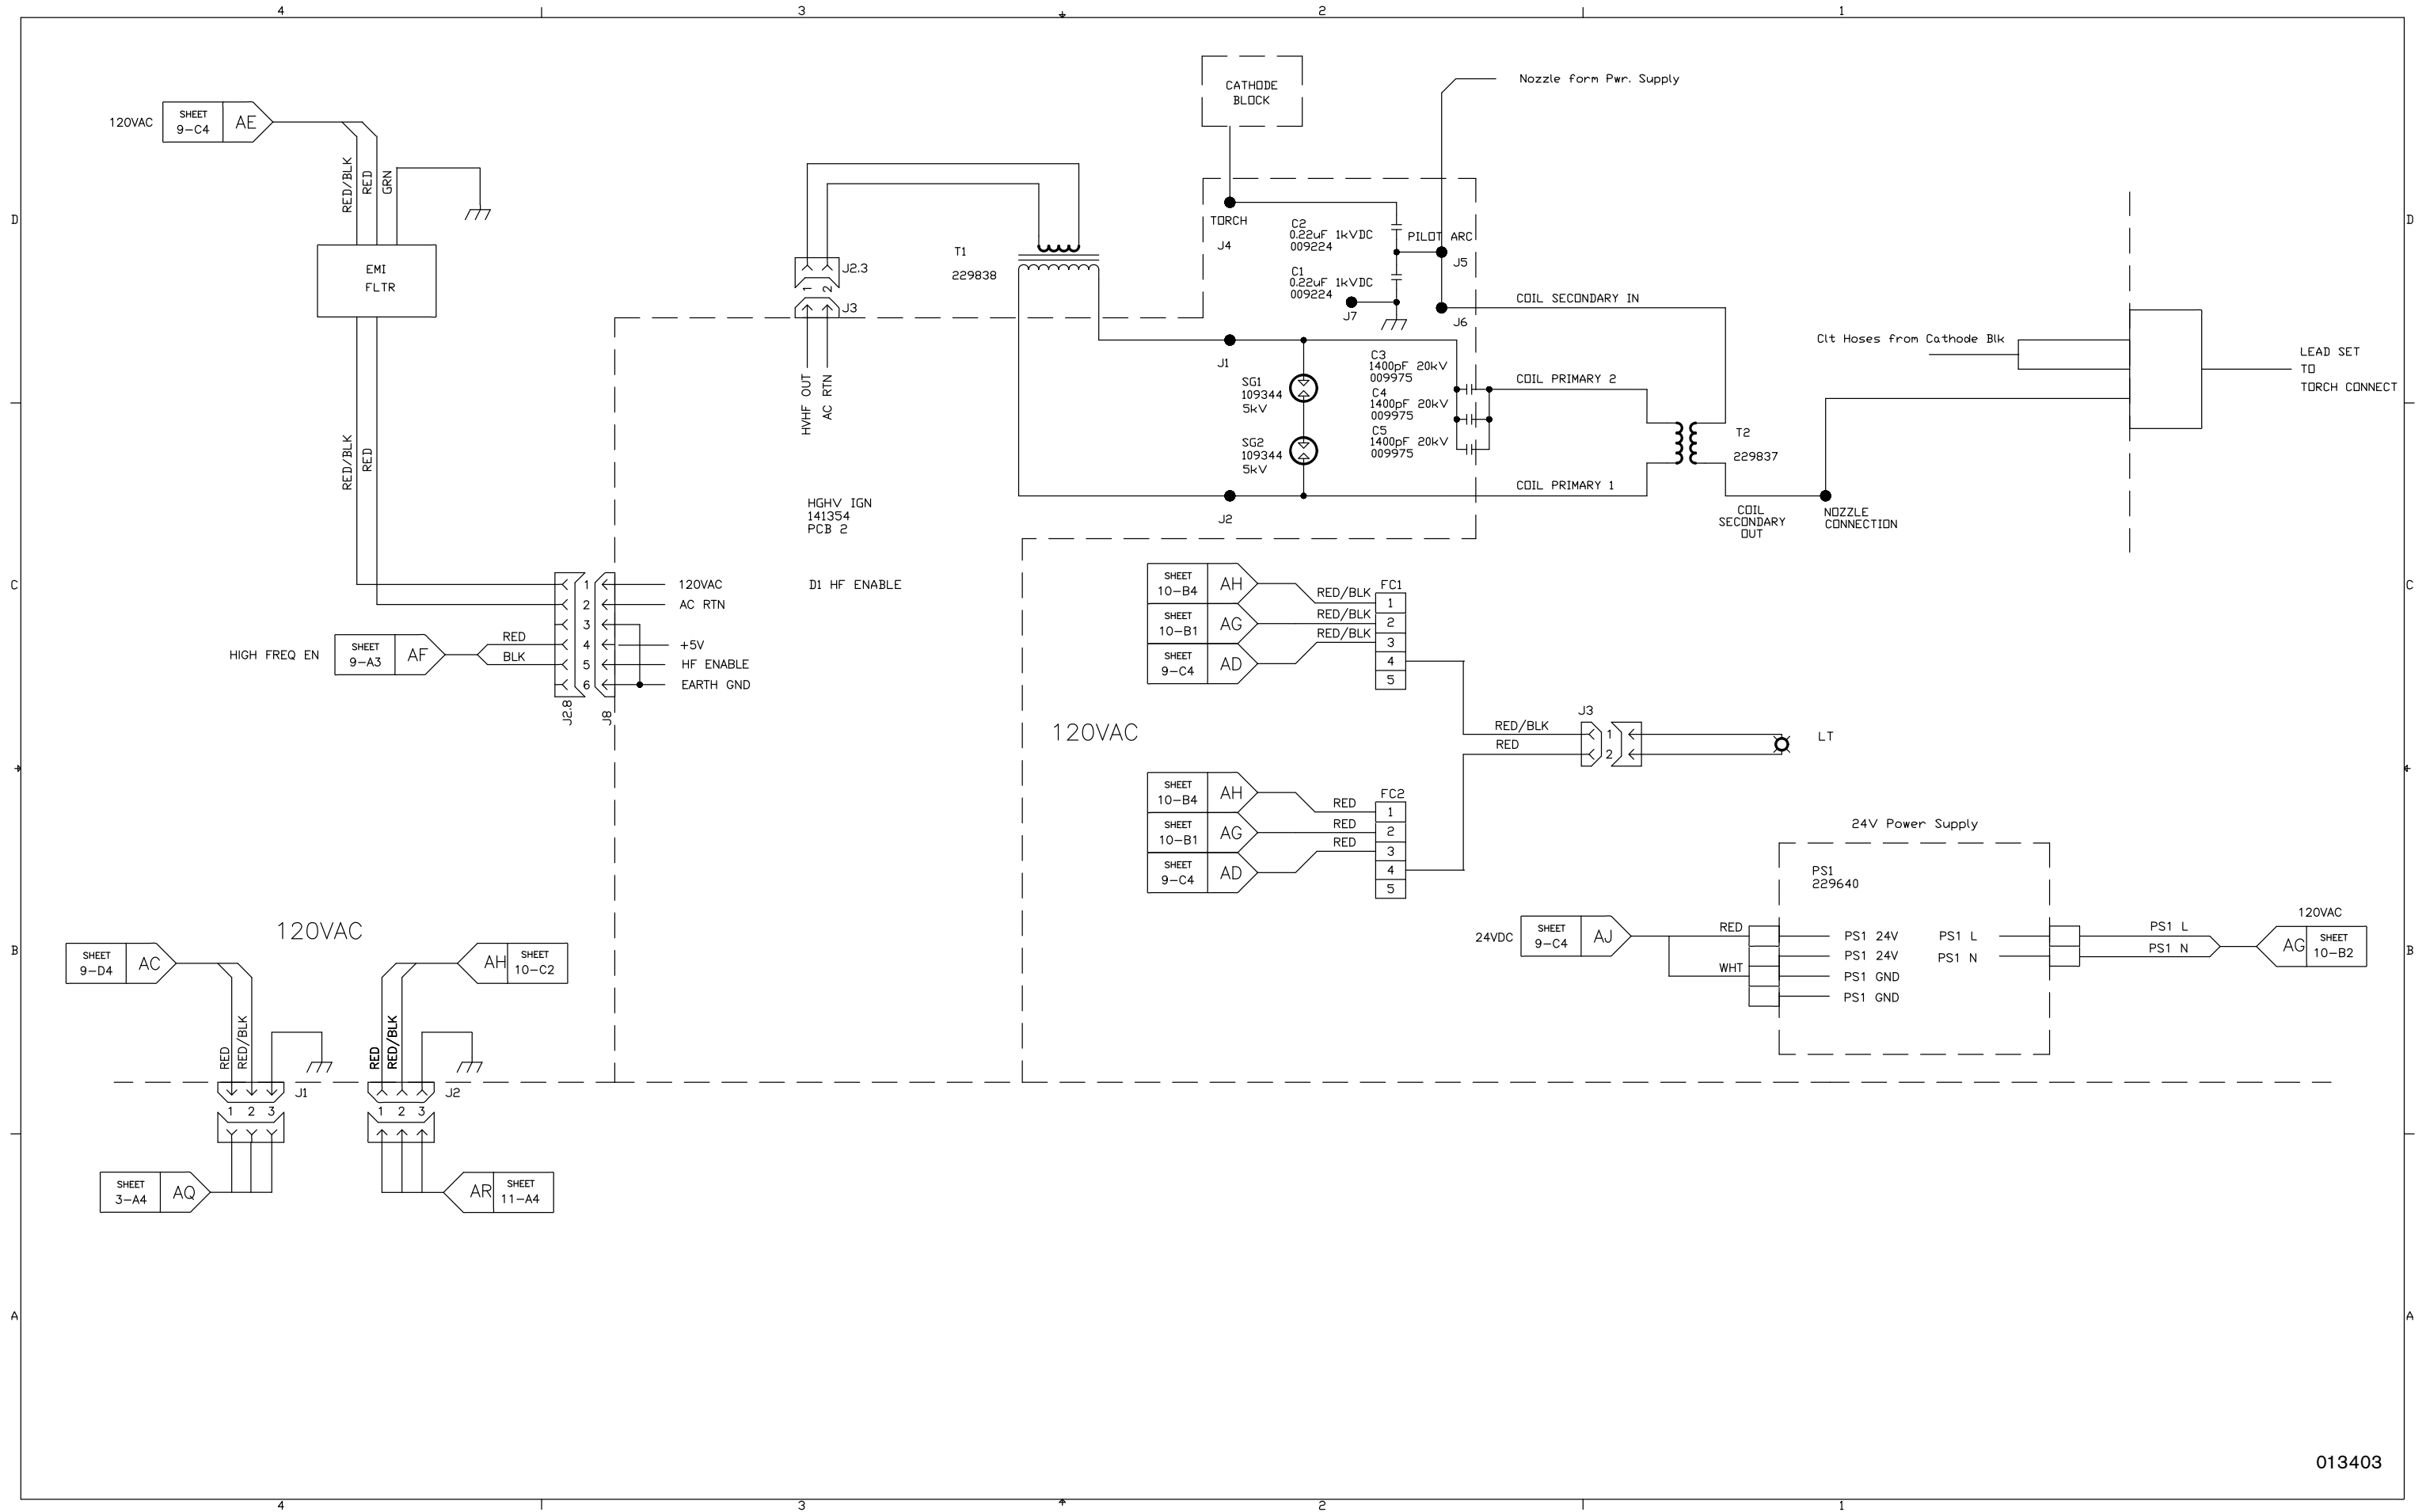 4
3
2
1
D
D
C
C
B
B
A
A
120VAC
SHEET
9-C4
AE
RED/BLK
RED
GRN
EMI
FLTR
RED/BLK
RED
HIGH FREQ EN
SHEET
9-A3
AF
RED
BLK
1
2
3
4
5
6
J2.8
J8
120VAC
AC RTN
+5V
HF ENABLE
EARTH GND
J2.3
1
2
J3
HVHF OUT
AC RTN
T1
229838
HGHV IGN
141354
PCB 2
D1 HF ENABLE
CATHODE
BLOCK
Nozzle form Pwr. Supply
TORCH
J4
C2
0.22uF 1kVDC
009224
PILOT ARC
J5
C1
0.22uF 1kVDC
009224
J7
J6
COIL SECONDARY IN
J1
SG1
109344
5kV
SG2
109344
5kV
C3
1400pF 20kV
009975
C4
1400pF 20kV
009975
C5
1400pF 20kV
009975
COIL PRIMARY 2
COIL PRIMARY 1
J2
T2
229837
COIL
SECONDARY
OUT
NOZZLE
CONNECTION
Clt Hoses from Cathode Blk
LEAD SET
TO
TORCH CONNECT
SHEET
10-B4
AH
SHEET
10-B1
AG
SHEET
9-C4
AD
RED/BLK
RED/BLK
RED/BLK
FC1
1
2
3
4
5
120VAC
RED/BLK
RED
J3
1
2
LT
SHEET
10-B4
AH
SHEET
10-B1
AG
SHEET
9-C4
AD
RED
RED
RED
FC2
1
2
3
4
5
24V Power Supply
PS1
229640
24VDC
SHEET
9-C4
AJ
RED
WHT
PS1 24V
PS1 24V
PS1 GND
PS1 GND
PS1 L
PS1 N
PS1 L
PS1 N
120VAC
AG
SHEET
10-B2
120VAC
SHEET
9-D4
AC
RED
RED/BLK
J1
1 2 3
SHEET
3-A4
AQ
AH
SHEET
10-C2
RED
RED/BLK
J2
1 2 3
AR
SHEET
11-A4
013403
4
3
2
1